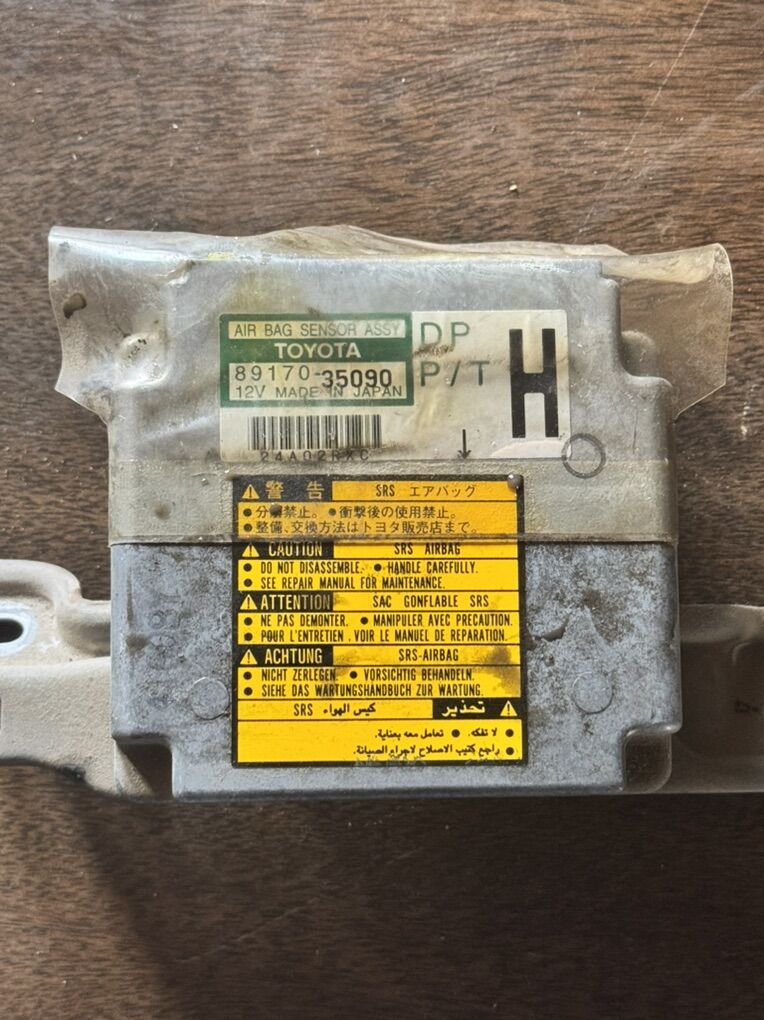 AIR BAG SENSOR ASSY
TOYOTA
89170-35090
12V MADE IN JAPAN
DP
P/T
H
24A02RXC
警告 SRS エアバッグ
● 分解禁止。 ● 衝撃後の使用禁止。
● 整備、交換方法はトヨタ販売店まで。
CAUTION SRS AIRBAG
● DO NOT DISASSEMBLE. ● HANDLE CAREFULLY.
● SEE REPAIR MANUAL FOR MAINTENANCE.
ATTENTION SAC GONFLABLE SRS
● NE PAS DEMONTER. ● MANIPULER AVEC PRECAUTION.
● POUR L'ENTRETIEN . VOIR LE MANUEL DE REPARATION.
ACHTUNG SRS-AIRBAG
● NICHT ZERLEGEN. ● VORSICHTIG BEHANDELN.
● SIEHE DAS WARTUNGSHANDBUCH ZUR WARTUNG.
تحذير كيس الهواء SRS
● لا تفكه. ● تعامل معه بعناية.
● راجع كتيب الاصلاح لاجراء الصيانة.